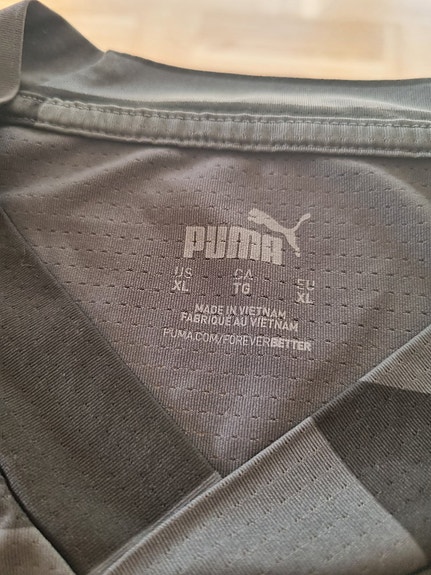 PUMA
US CA EU
XL TG XL
MADE IN VIETNAM
FABRIQUÉ AU VIETNAM
PUMA.COM/FOREVERBETTER